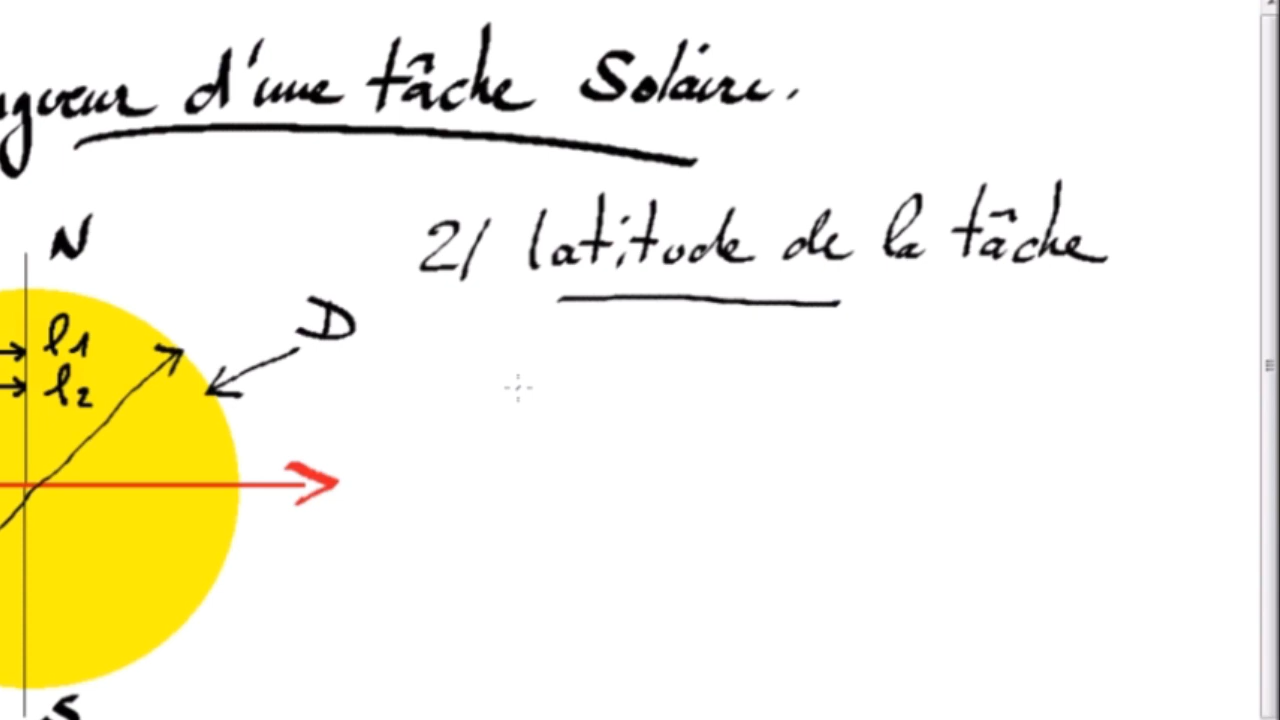 d'une tâche Solaire.
N
2/ latitude de la tâche
D
l1
l2
S